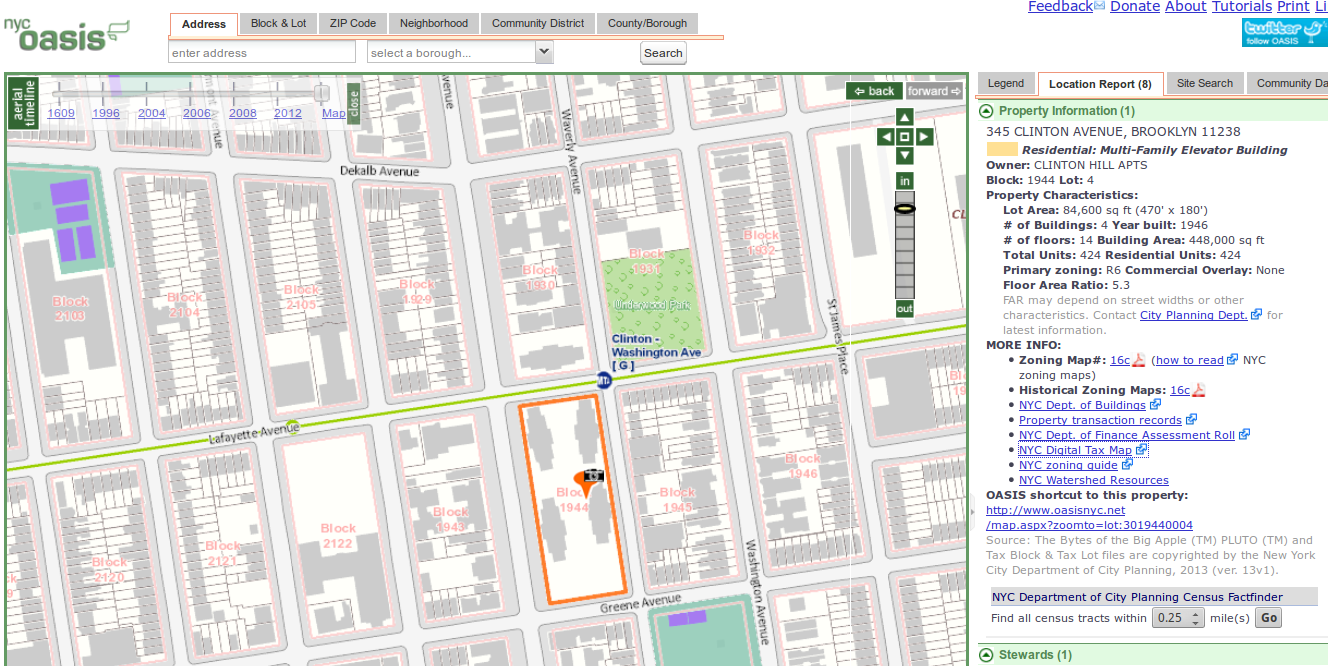 nyc
oasis
Address
Block & Lot
ZIP Code
Neighborhood
Community District
County/Borough
enter address
select a borough...
Search
Feedback Donate About Tutorials Print Li
twitter
follow OASIS
aerial
timeline
1609 1996 2004 2006 2008 2012 Map
close
back
forward
in
out
Dekalb Avenue
Waverly Avenue
Avenue
Lafayette Avenue
St James Place
Washington Avenue
Greene Avenue
Block
2103
Block
2104
Block
2105
Block
1929
Block
1930
Block
1931
Block
1932
Underwood Park
Clinton -
Washington Ave
[ G ]
CL
Block
2120
Block
2121
Block
2122
Block
1943
Block
1944
Block
1945
Block
1946
Legend
Location Report (8)
Site Search
Community Da
Property Information (1)
345 CLINTON AVENUE, BROOKLYN 11238
Residential: Multi-Family Elevator Building
Owner: CLINTON HILL APTS
Block: 1944 Lot: 4
Property Characteristics:
Lot Area: 84,600 sq ft (470' x 180')
# of Buildings: 4 Year built: 1946
# of floors: 14 Building Area: 448,000 sq ft
Total Units: 424 Residential Units: 424
Primary zoning: R6 Commercial Overlay: None
Floor Area Ratio: 5.3
FAR may depend on street widths or other
characteristics. Contact City Planning Dept. for
latest information.
MORE INFO:
• Zoning Map#: 16c (how to read NYC
zoning maps)
• Historical Zoning Maps: 16c
• NYC Dept. of Buildings
• Property transaction records
• NYC Dept. of Finance Assessment Roll
• NYC Digital Tax Map
• NYC zoning guide
• NYC Watershed Resources
OASIS shortcut to this property:
http://www.oasisnyc.net
/map.aspx?zoomto=lot:3019440004
Source: The Bytes of the Big Apple (TM) PLUTO (TM) and
Tax Block & Tax Lot files are copyrighted by the New York
City Department of City Planning, 2013 (ver. 13v1).
NYC Department of City Planning Census Factfinder
Find all census tracts within 0.25 mile(s) Go
Stewards (1)